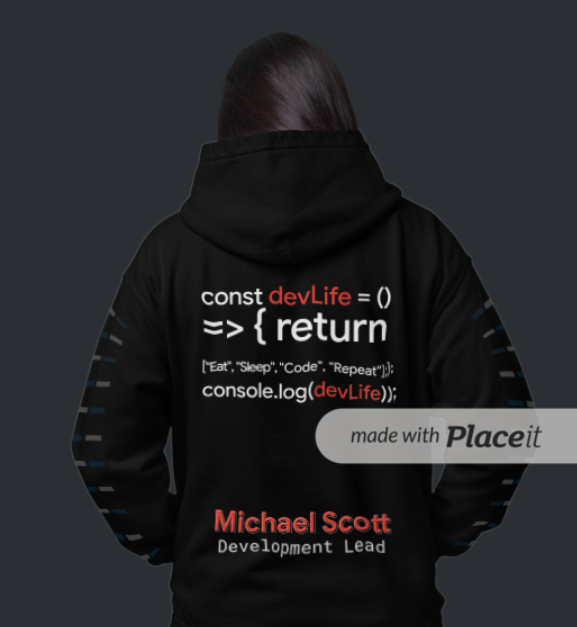 const devLife = ()
=> { return
["Eat", "Sleep", "Code", "Repeat"];};
console.log(devLife));
made with Placeit
Michael Scott
Development Lead